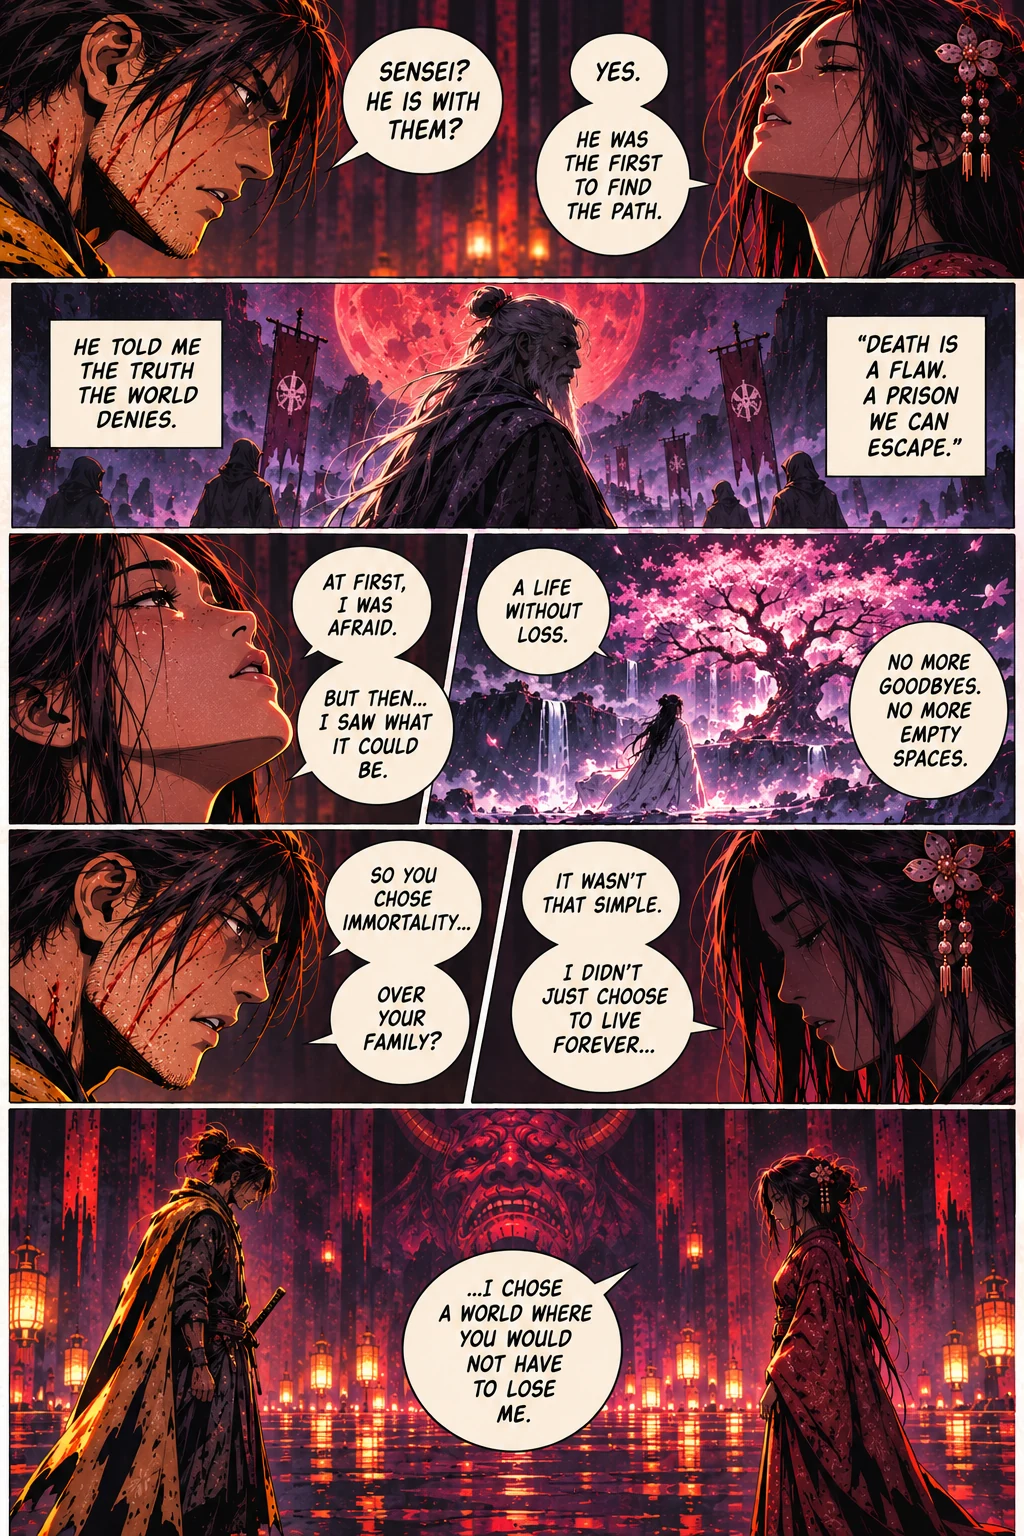 SENSEI?
HE IS WITH
THEM?
YES.
HE WAS
THE FIRST
TO FIND
THE PATH.
HE TOLD ME
THE TRUTH
THE WORLD
DENIES.
“DEATH IS
A FLAW.
A PRISON
WE CAN
ESCAPE.”
AT FIRST,
I WAS
AFRAID.
BUT THEN...
I SAW WHAT
IT COULD
BE.
A LIFE
WITHOUT
LOSS.
NO MORE
GOODBYES.
NO MORE
EMPTY
SPACES.
SO YOU
CHOSE
IMMORTALITY...
OVER
YOUR
FAMILY?
IT WASN'T
THAT SIMPLE.
I DIDN'T
JUST CHOOSE
TO LIVE
FOREVER...
...I CHOSE
A WORLD WHERE
YOU WOULD
NOT HAVE
TO LOSE
ME.